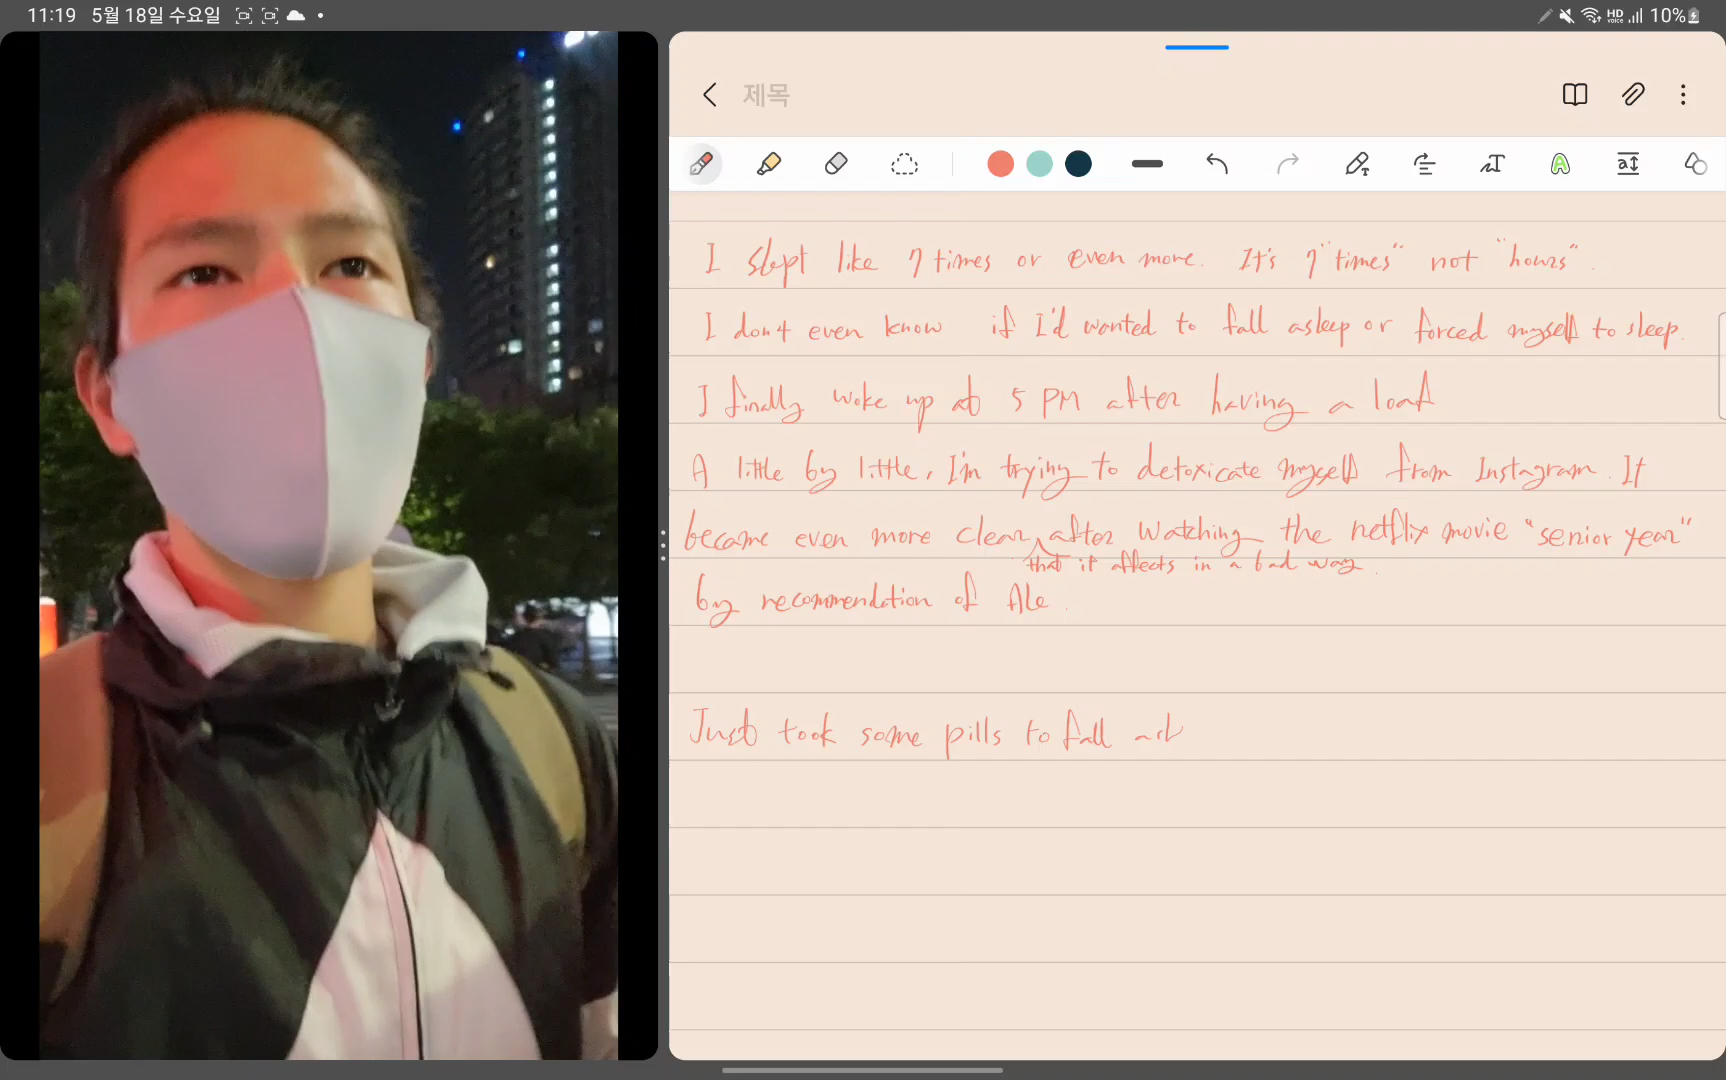 11:19 5월 18일 수요일
HD voice 10%
제목
I slept like 7 times or even more. It's 7 "times" not "hours".
I don't even know if I'd wanted to fall asleep or forced myself to sleep.
I finally woke up at 5 PM after having a load
A little by little, I'm trying to detoxicate myself from Instagram. It
became even more clear after watching the netflix movie "senior year"
that it affects in a bad way.
by recommendation of Ale.
Just took some pills to fall